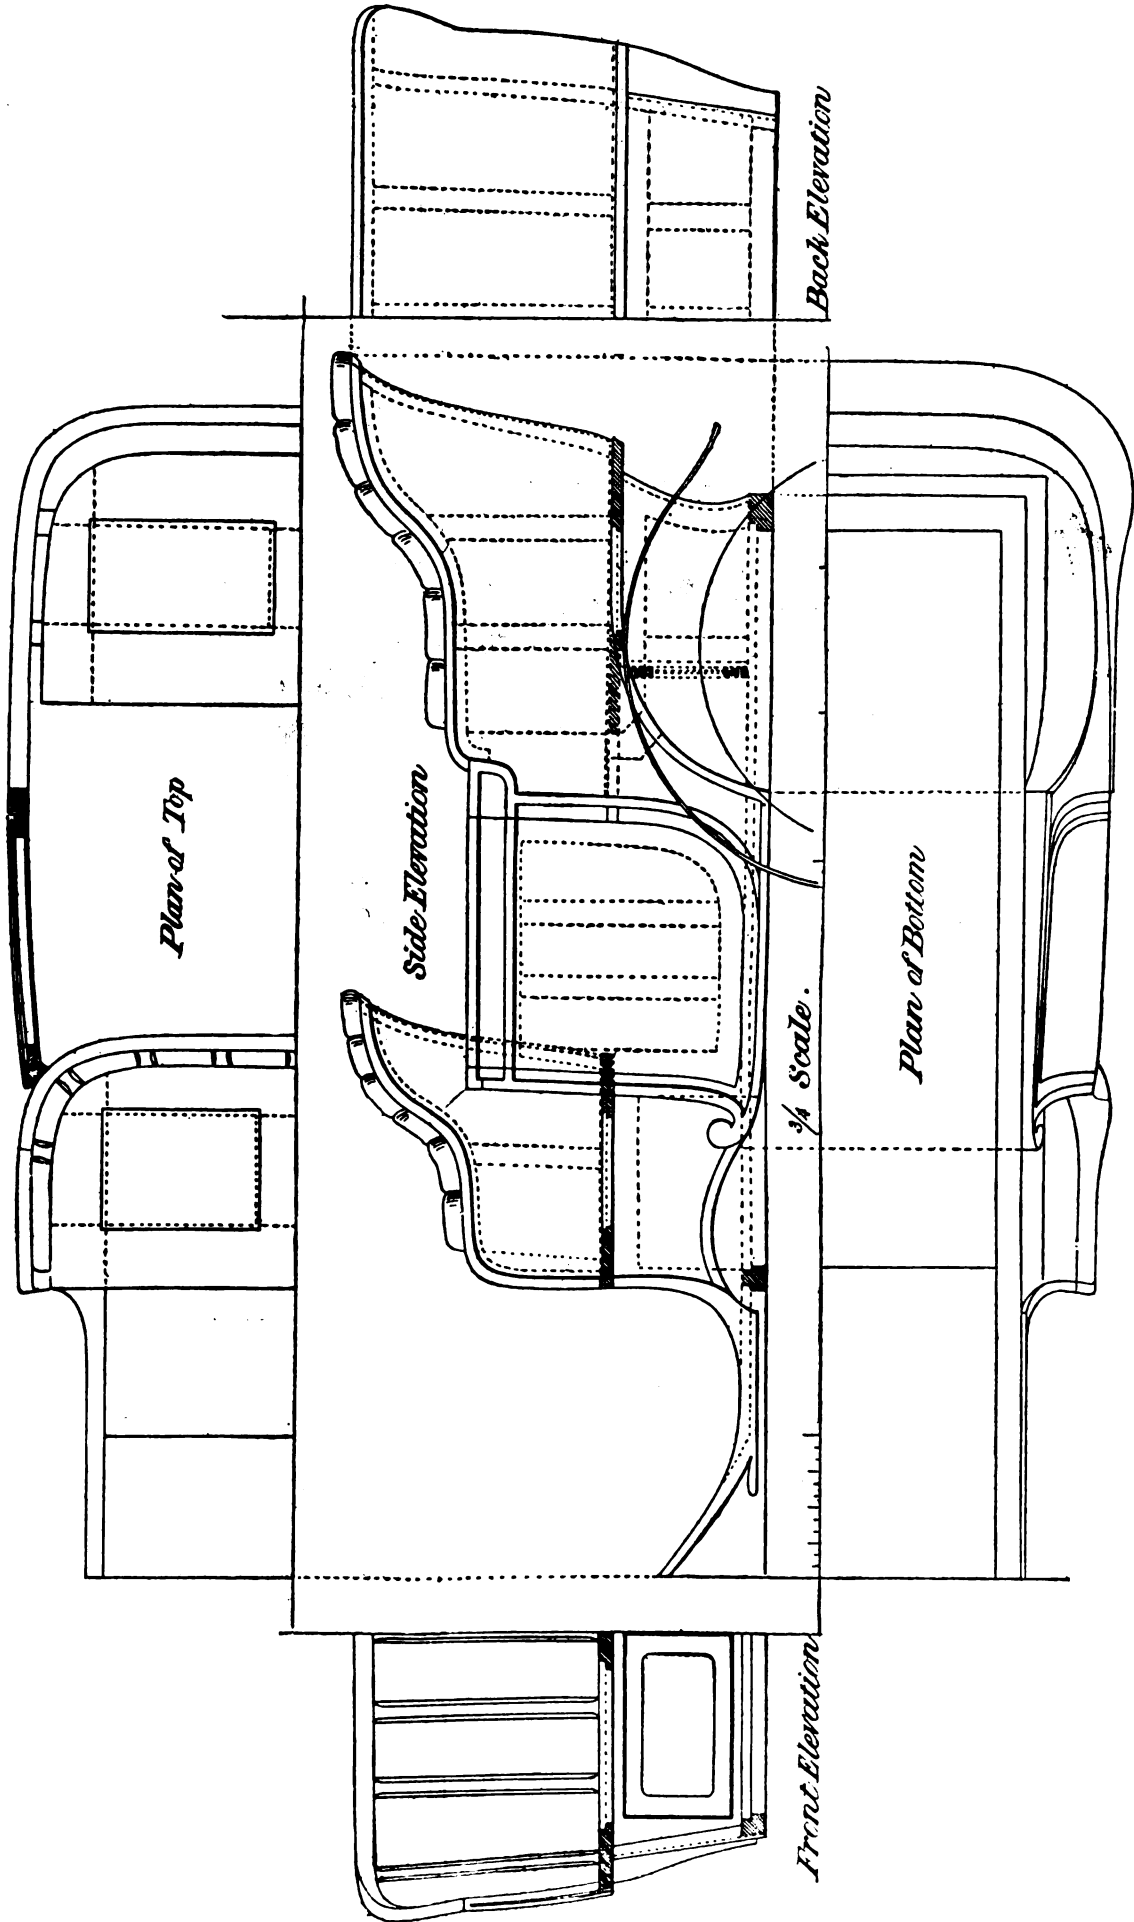 Back Elevation
Plan of Top
Side Elevation
3/4 Scale.
Plan of Bottom
Front Elevation